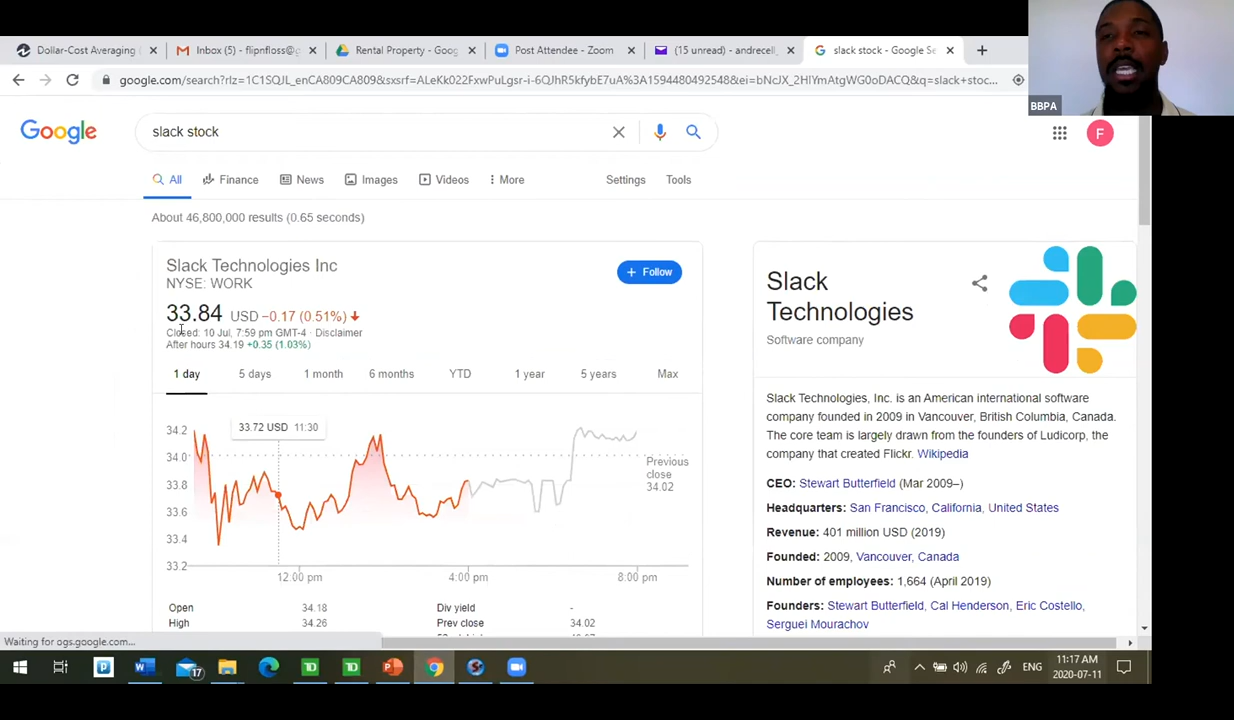 Dollar-Cost Averaging
Inbox (5) - flipnfloss@g
Rental Property - Goog
Post Attendee - Zoom
(15 unread) - andrecell
slack stock - Google Se
google.com/search?rlz=1C1SQJL_enCA809CA809&sxsrf=ALeKk022FxwPuLgsr-i-6QJhR5kfybE7uA%3A1594480492548&ei=bNcJX_2HIYmAtgWG0oDACQ&q=slack+stoc...
BBPA
Google
slack stock
F
All
Finance
News
Images
Videos
More
Settings
Tools
About 46,800,000 results (0.65 seconds)
Slack Technologies Inc
NYSE: WORK
+ Follow
33.84 USD −0.17 (0.51%)
Closed: 10 Jul, 7:59 pm GMT-4 · Disclaimer
After hours 34.19 +0.35 (1.03%)
1 day
5 days
1 month
6 months
YTD
1 year
5 years
Max
33.72 USD 11:30
34.2
34.0
33.8
33.6
33.4
33.2
Previous
close
34.02
12:00 pm
4:00 pm
8:00 pm
Open 34.18
High 34.26
Div yield -
Prev close 34.02
Slack
Technologies
Software company
Slack Technologies, Inc. is an American international software
company founded in 2009 in Vancouver, British Columbia, Canada.
The core team is largely drawn from the founders of Ludicorp, the
company that created Flickr. Wikipedia
CEO: Stewart Butterfield (Mar 2009–)
Headquarters: San Francisco, California, United States
Revenue: 401 million USD (2019)
Founded: 2009, Vancouver, Canada
Number of employees: 1,664 (April 2019)
Founders: Stewart Butterfield, Cal Henderson, Eric Costello,
Serguei Mourachov
Waiting for ogs.google.com...
17
ENG
11:17 AM
2020-07-11